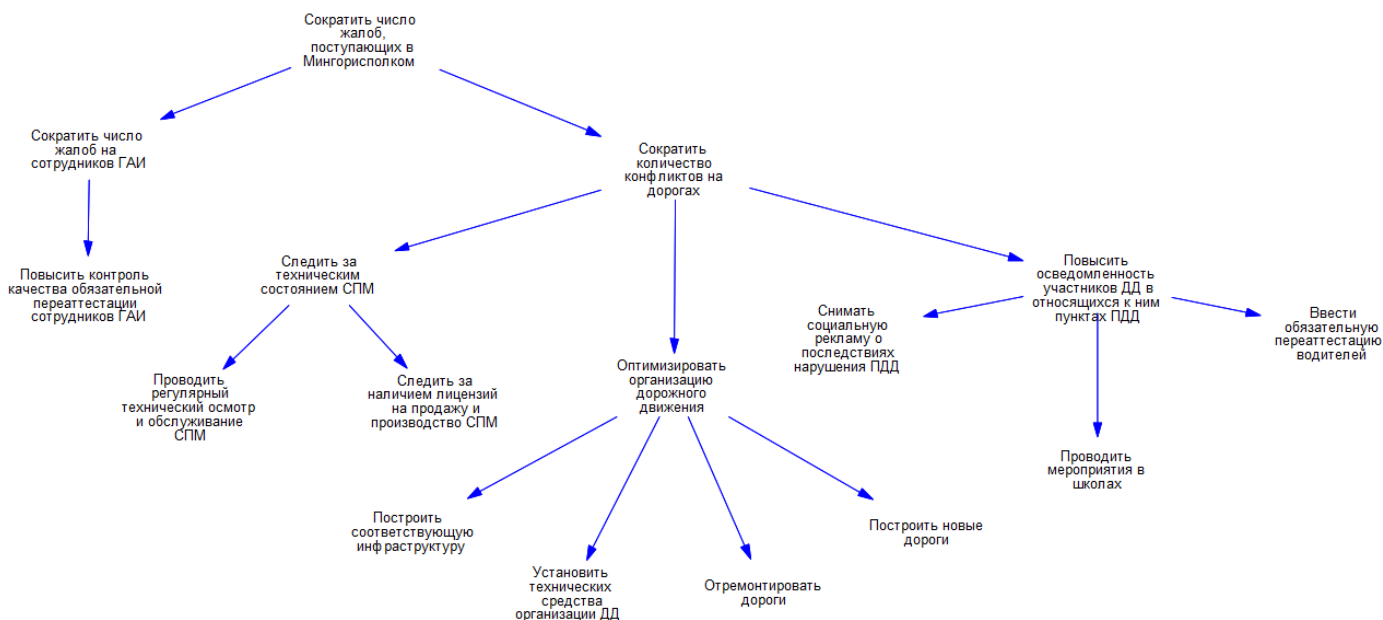 Сократить число
жалоб,
поступающих в
Мингорисполком
Сократить число
жалоб на
сотрудников ГАИ
Сократить
количество
конфликтов на
дорогах
Повысить контроль
качества обязательной
переаттестации
сотрудников ГАИ
Следить за
техническим
состоянием СПМ
Повысить
осведомленность
участников ДД в
относящихся к ним
пунктах ПДД
Снимать
социальную
рекламу о
последствиях
нарушения ПДД
Ввести
обязательную
переаттестацию
водителей
Проводить
регулярный
технический осмотр
и обслуживание
СПМ
Следить за
наличием лицензий
на продажу и
производство СПМ
Оптимизировать
организацию
дорожного
движения
Проводить
мероприятия в
школах
Построить
соответствующую
инфраструктуру
Установить
технических
средства
организации ДД
Отремонтировать
дороги
Построить новые
дороги